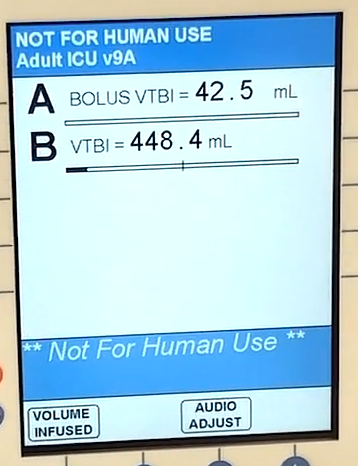 NOT FOR HUMAN USE
Adult ICU v9A
A BOLUS VTBI = 42.5 mL
B VTBI = 448.4 mL
** Not For Human Use **
VOLUME
INFUSED
AUDIO
ADJUST